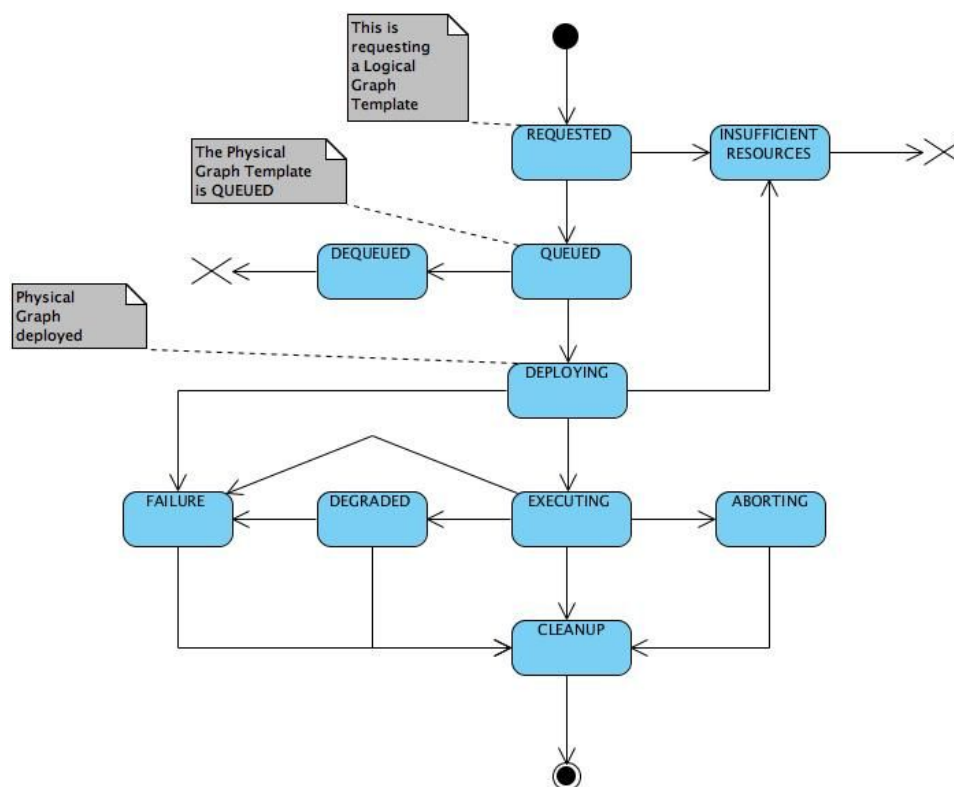 This is
requesting
a Logical
Graph
Template
REQUESTED
INSUFFICIENT
RESOURCES
The Physical
Graph Template
is QUEUED
DEQUEUED
QUEUED
Physical
Graph
deployed
DEPLOYING
FAILURE
DEGRADED
EXECUTING
ABORTING
CLEANUP